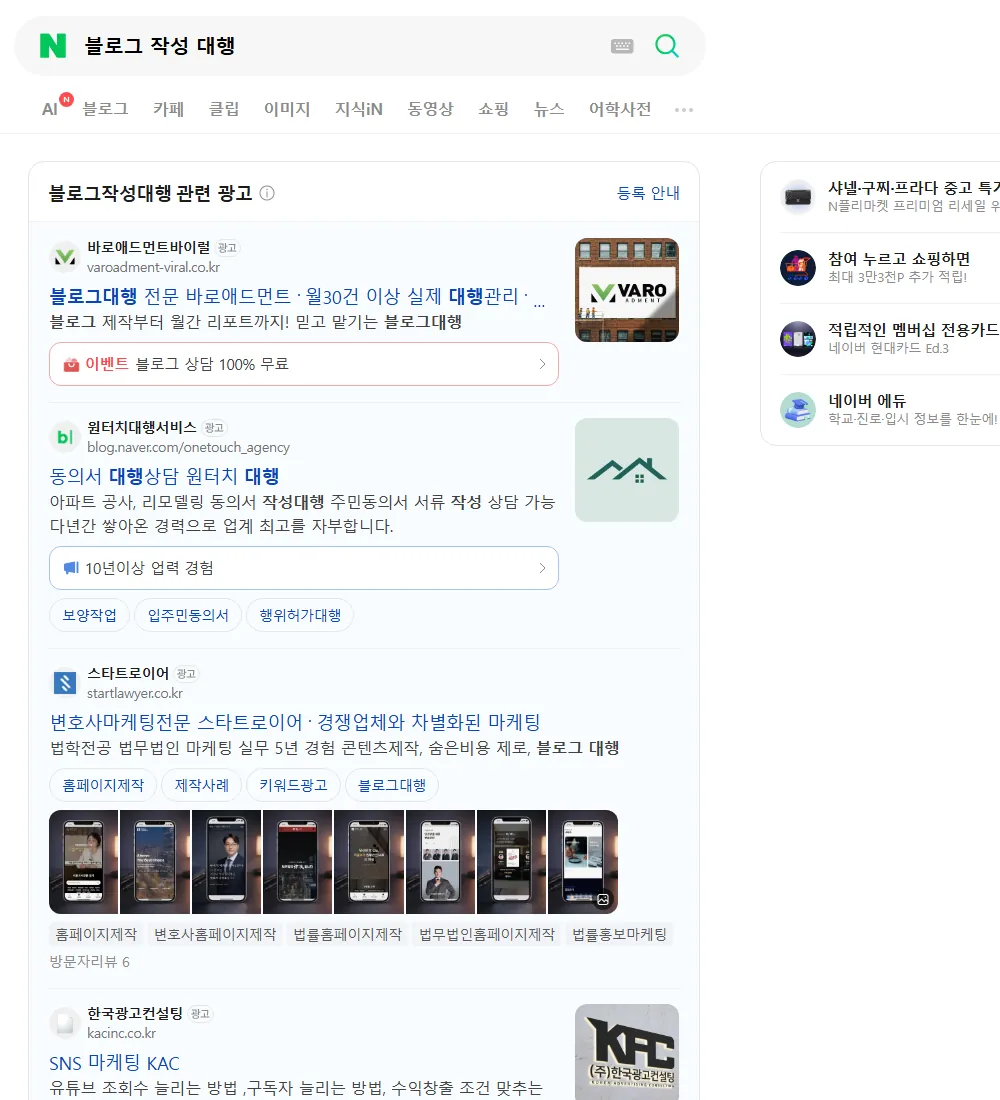 블로그 작성 대행
AI N 블로그 카페 클립 이미지 지식iN 동영상 쇼핑 뉴스 어학사전
블로그작성대행 관련 광고
등록 안내
바로애드먼트바이럴 광고
varoadment-viral.co.kr
블로그대행 전문 바로애드먼트 · 월30건 이상 실제 대행관리 · ...
블로그 제작부터 월간 리포트까지! 믿고 맡기는 블로그대행
이벤트 블로그 상담 100% 무료
VARO
ADMENT
원터치대행서비스 광고
blog.naver.com/onetouch_agency
동의서 대행상담 원터치 대행
아파트 공사, 리모델링 동의서 작성대행 주민동의서 서류 작성 상담 가능
다년간 쌓아온 경력으로 업계 최고를 자부합니다.
10년이상 업력 경험
보양작업 입주민동의서 행위허가대행
스타트로이어 광고
startlawyer.co.kr
변호사마케팅전문 스타트로이어 · 경쟁업체와 차별화된 마케팅
법학전공 법무법인 마케팅 실무 5년 경험 콘텐츠제작, 숨은비용 제로, 블로그 대행
홈페이지제작 제작사례 키워드광고 블로그대행
홈페이지제작 변호사홈페이지제작 법률홈페이지제작 법무법인홈페이지제작 법률홍보마케팅
방문자리뷰 6
한국광고컨설팅 광고
kacinc.co.kr
SNS 마케팅 KAC
유튜브 조회수 늘리는 방법 ,구독자 늘리는 방법, 수익창출 조건 맞추는
KFC
(주)한국광고컨설팅
샤넬·구찌·프라다 중고 특가
N플리마켓 프리미엄 리세일
참여 누르고 쇼핑하면
최대 3만3천P 추가 적립!
적립적인 멤버십 전용카드
네이버 현대카드 Ed.3
네이버 에듀
학교·진로·입시 정보를 한눈에!